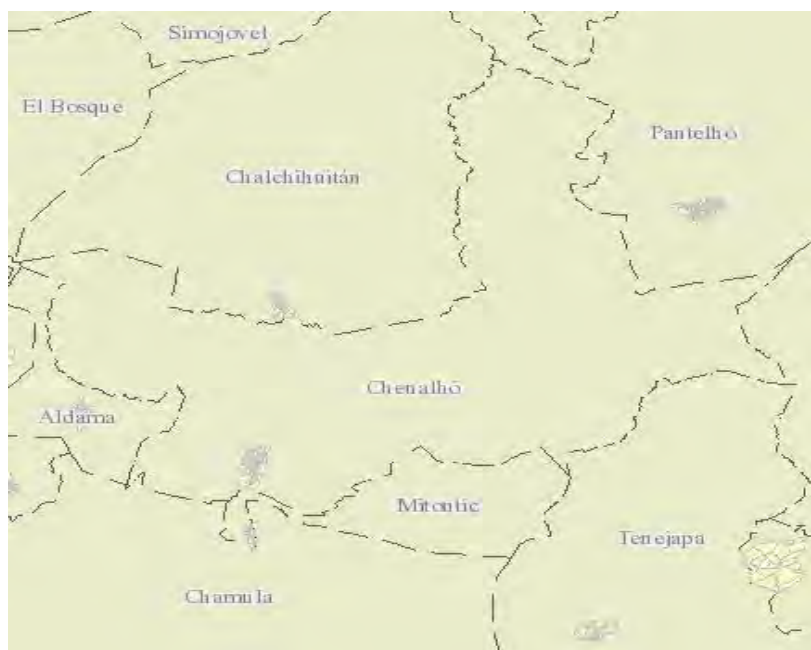 Simojovel
El Bosque
Pantelhó
Chalchihuitán
Chenalhó
Aldama
Mitontic
Tenejapa
Chamula